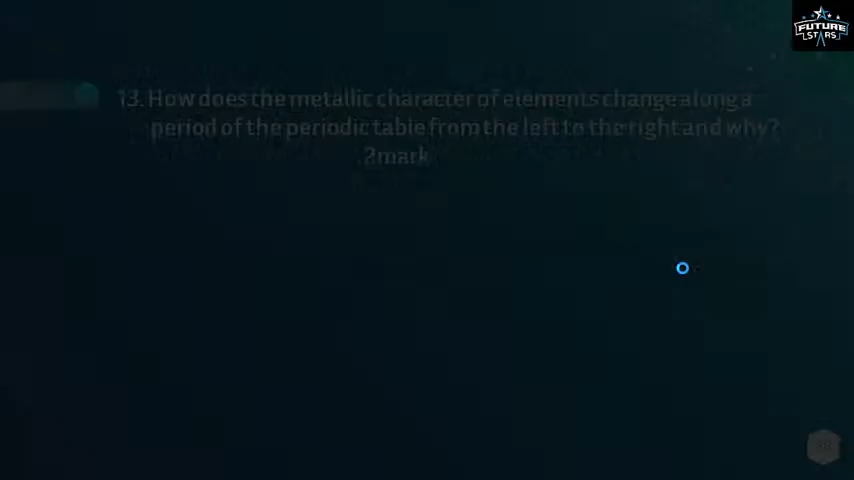 FUTURE
STARS
13. How does the metallic character of elements change along a
period of the periodic table from the left to the right and why?
2mark